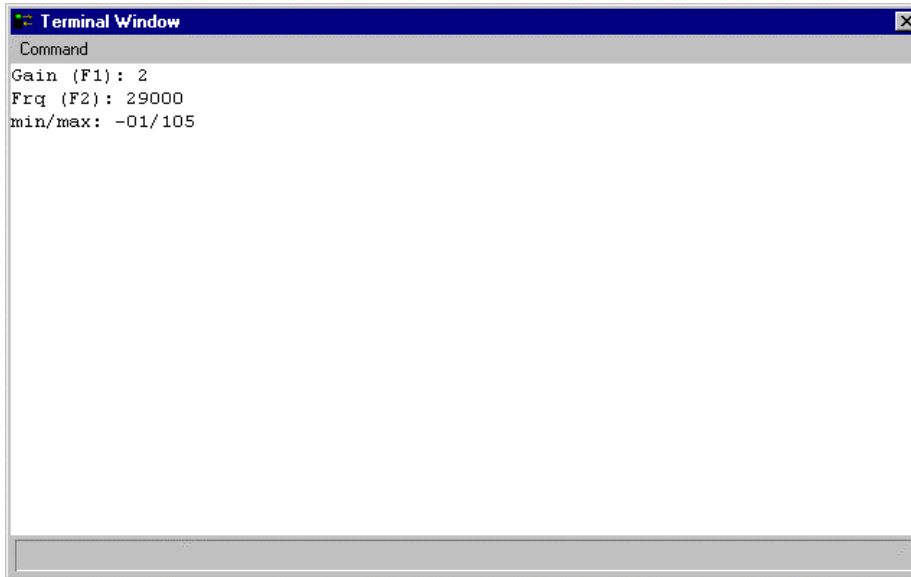 Terminal Window
Command
Gain (F1): 2
Frq (F2): 29000
min/max: -01/105